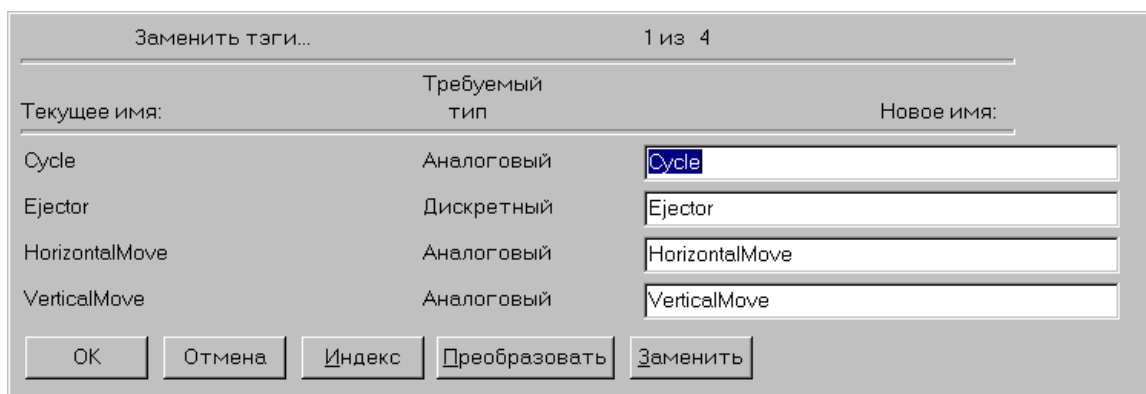 Заменить тэги... 1 из 4
Требуемый
Текущее имя: тип Новое имя:
Cycle Аналоговый Cycle
Ejector Дискретный Ejector
HorizontalMove Аналоговый HorizontalMove
VerticalMove Аналоговый VerticalMove
OK Отмена Индекс Преобразовать Заменить